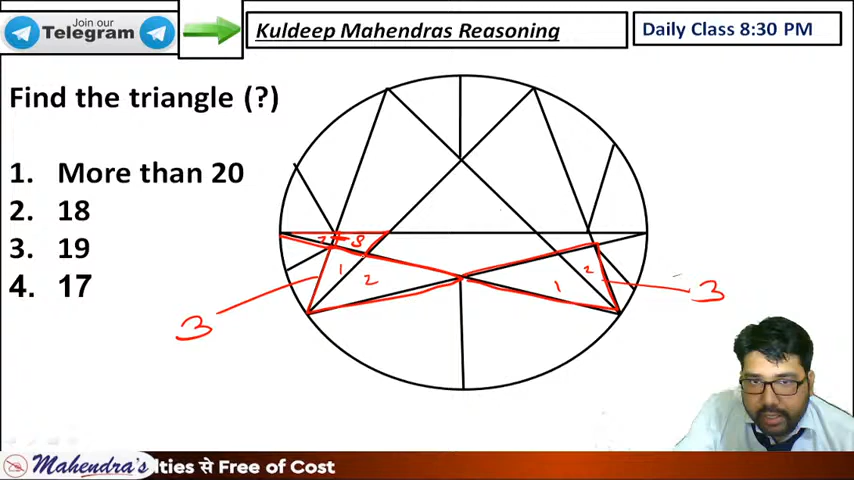 Join our
Telegram
Kuldeep Mahendras Reasoning
Daily Class 8:30 PM
Find the triangle (?)
1. More than 20
2. 18
3. 19
4. 17
1
2
1
2
3
3
Mahendra's
lties से Free of Cost